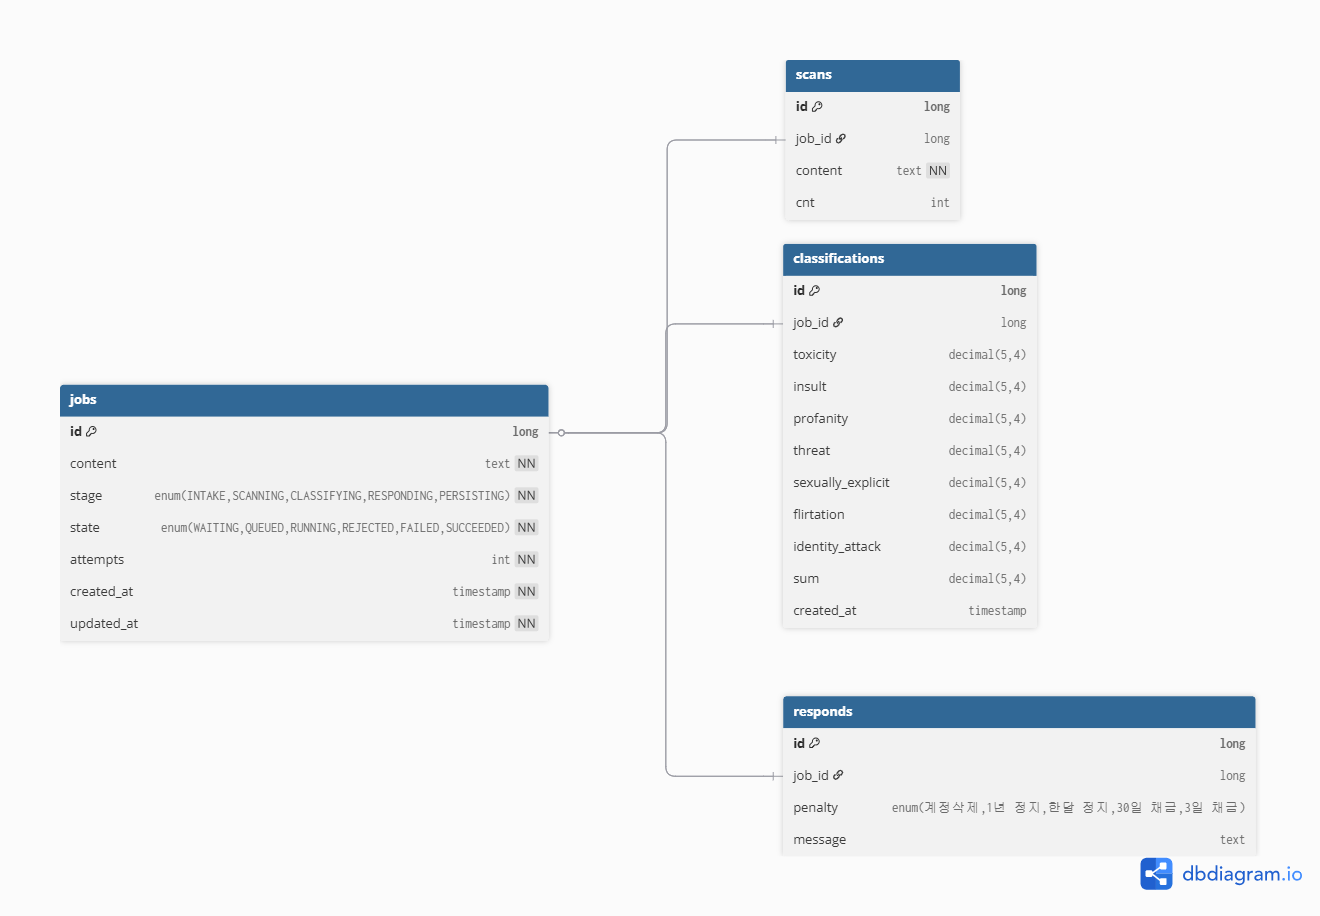 scans
id long
job_id long
content text NN
cnt int
classifications
id long
job_id long
toxicity decimal(5,4)
insult decimal(5,4)
profanity decimal(5,4)
threat decimal(5,4)
sexually_explicit decimal(5,4)
flirtation decimal(5,4)
identity_attack decimal(5,4)
sum decimal(5,4)
created_at timestamp
jobs
id long
content text NN
stage enum(INTAKE,SCANNING,CLASSIFYING,RESPONDING,PERSISTING) NN
state enum(WAITING,QUEUED,RUNNING,REJECTED,FAILED,SUCCEEDED) NN
attempts int NN
created_at timestamp NN
updated_at timestamp NN
responds
id long
job_id long
penalty enum(계정삭제,1년 정지,한달 정지,30일 채금,3일 채금)
message text
dbdiagram.io